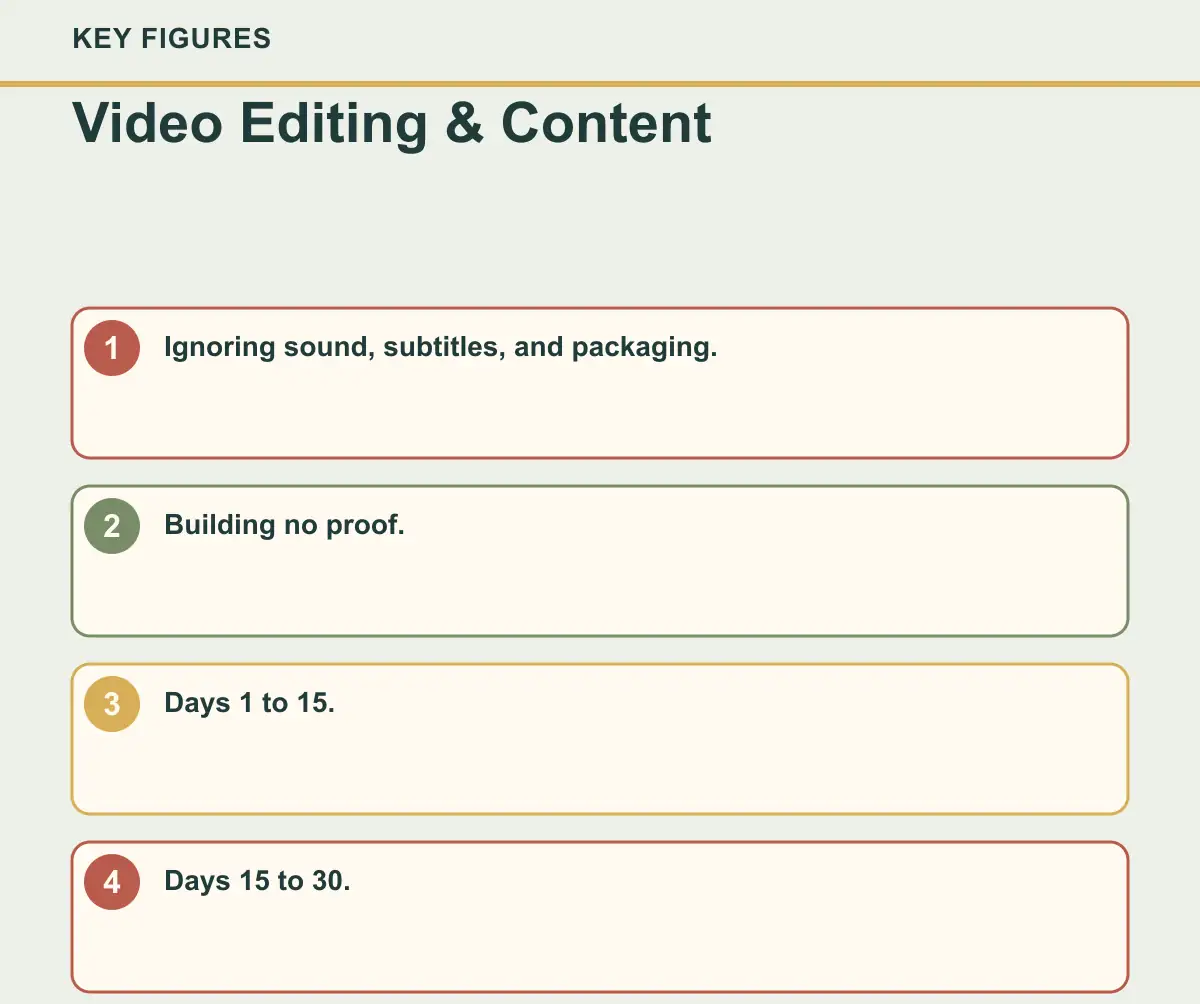 KEY FIGURES
Video Editing & Content
1 Ignoring sound, subtitles, and packaging.
2 Building no proof.
3 Days 1 to 15.
4 Days 15 to 30.